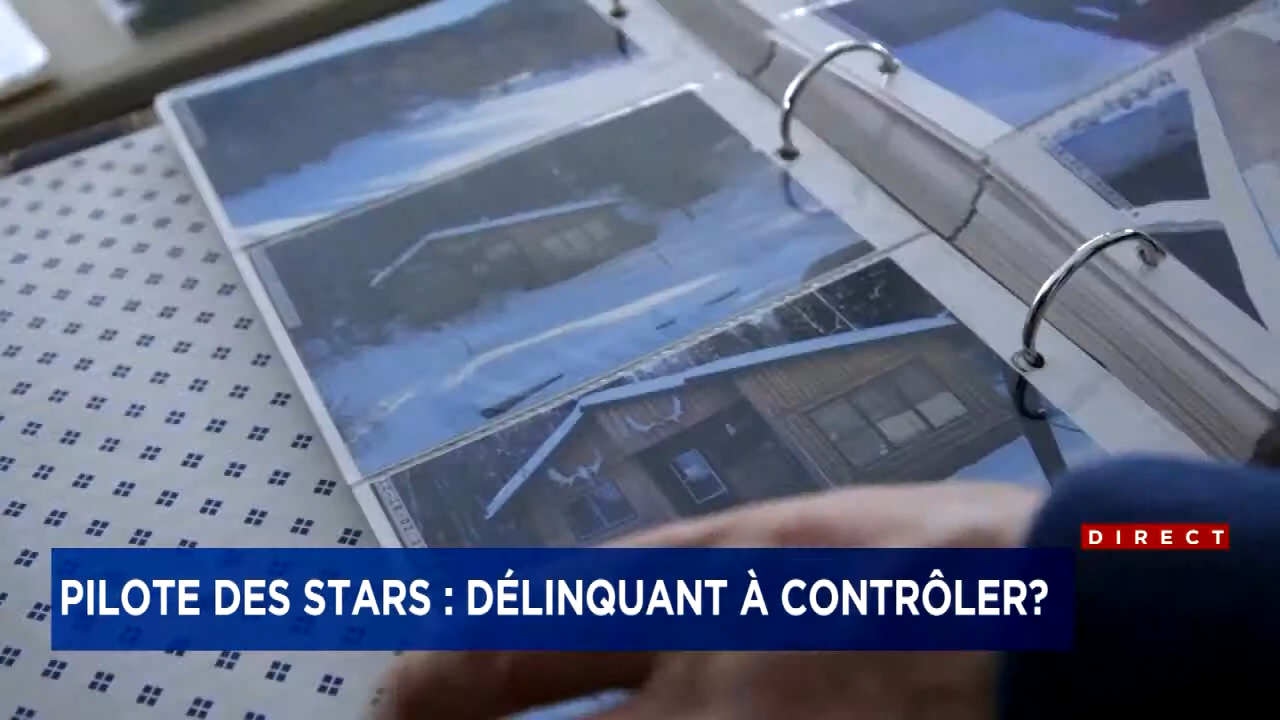 DIRECT
PILOTE DES STARS : DÉLINQUANT À CONTRÔLER?